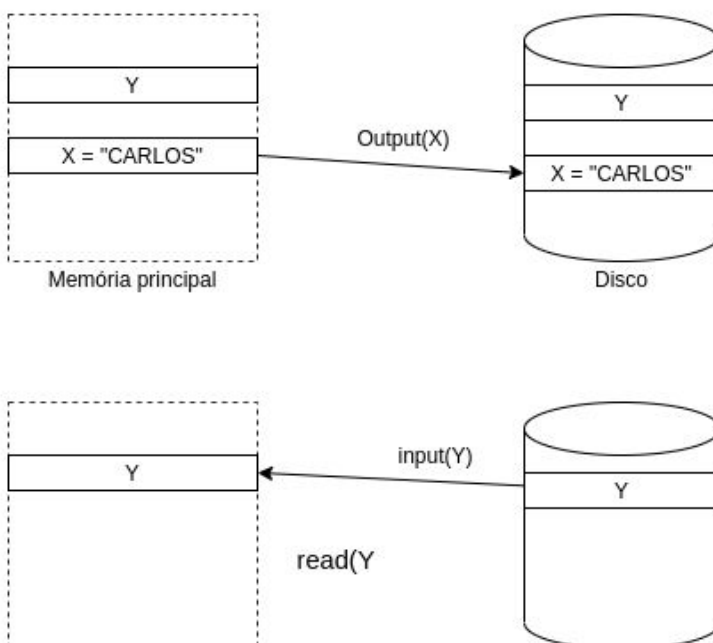 Y
Y
Output(X)
X = "CARLOS"
X = "CARLOS"
Memória principal
Disco
input(Y)
Y
Y
read(Y